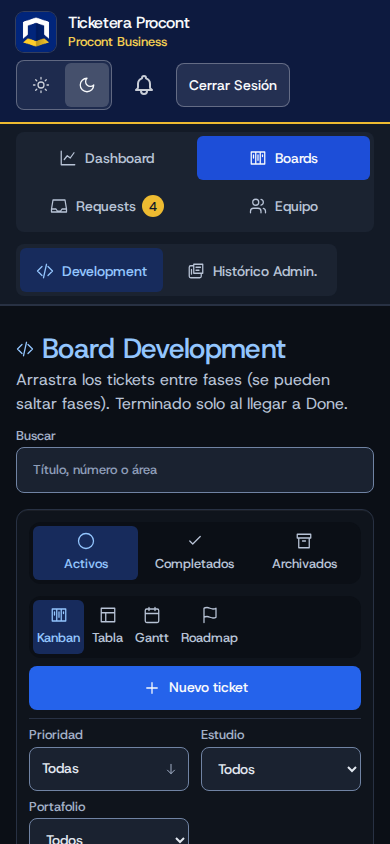 Ticketera Procont
Procont Business
Cerrar Sesión
Dashboard
Boards
Requests 4
Equipo
Development
Histórico Admin.
Board Development
Arrastra los tickets entre fases (se pueden
saltar fases). Terminado solo al llegar a Done.
Buscar
Título, número o área
Activos
Completados
Archivados
Kanban
Tabla
Gantt
Roadmap
Nuevo ticket
Prioridad
Estudio
Todas
Todos
Portafolio
Todos